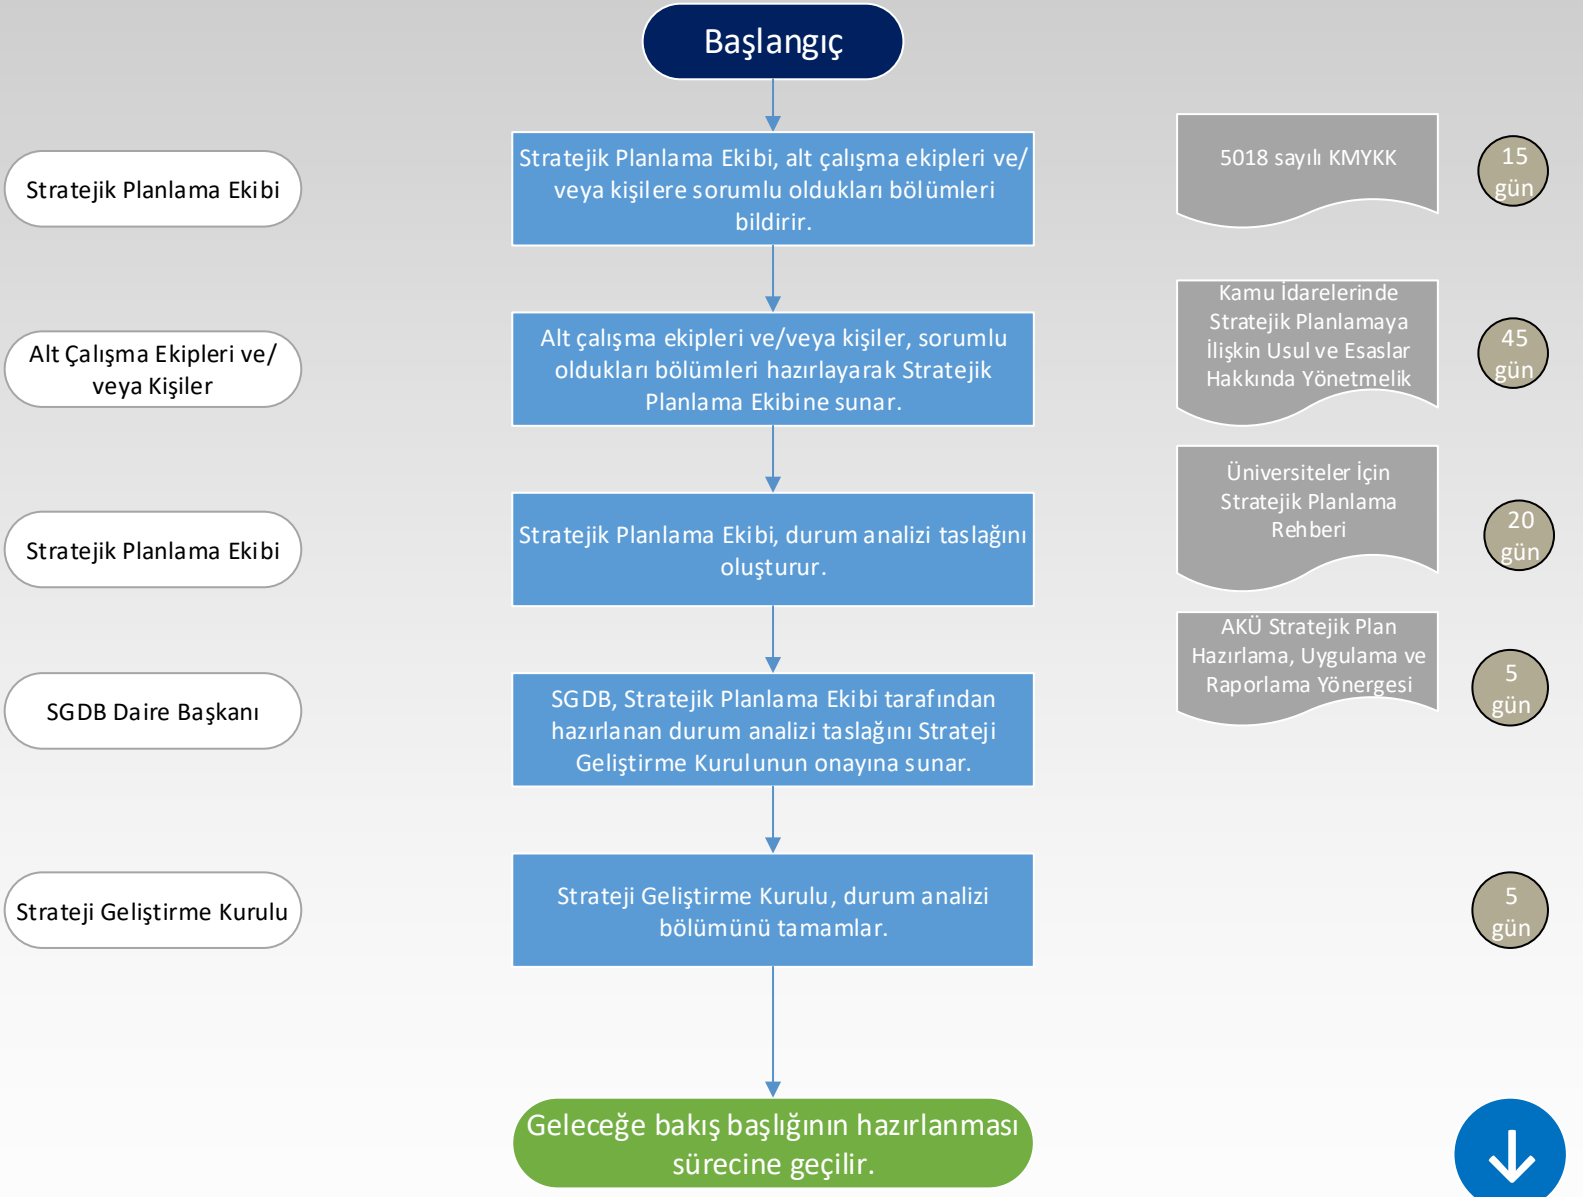 Başlangıç
Stratejik Planlama Ekibi
Stratejik Planlama Ekibi, alt çalışma ekipleri ve/
veya kişilere sorumlu oldukları bölümleri
bildirir.
5018 sayılı KMYKK
15
gün
Alt Çalışma Ekipleri ve/
veya Kişiler
Alt çalışma ekipleri ve/veya kişiler, sorumlu
oldukları bölümleri hazırlayarak Stratejik
Planlama Ekibine sunar.
Kamu İdarelerinde
Stratejik Planlamaya
İlişkin Usul ve Esaslar
Hakkında Yönetmelik
45
gün
Stratejik Planlama Ekibi
Stratejik Planlama Ekibi, durum analizi taslağını
oluşturur.
Üniversiteler İçin
Stratejik Planlama
Rehberi
20
gün
SGDB Daire Başkanı
SGDB, Stratejik Planlama Ekibi tarafından
hazırlanan durum analizi taslağını Strateji
Geliştirme Kurulunun onayına sunar.
AKÜ Stratejik Plan
Hazırlama, Uygulama ve
Raporlama Yönergesi
5
gün
Strateji Geliştirme Kurulu
Strateji Geliştirme Kurulu, durum analizi
bölümünü tamamlar.
5
gün
Geleceğe bakış başlığının hazırlanması
sürecine geçilir.